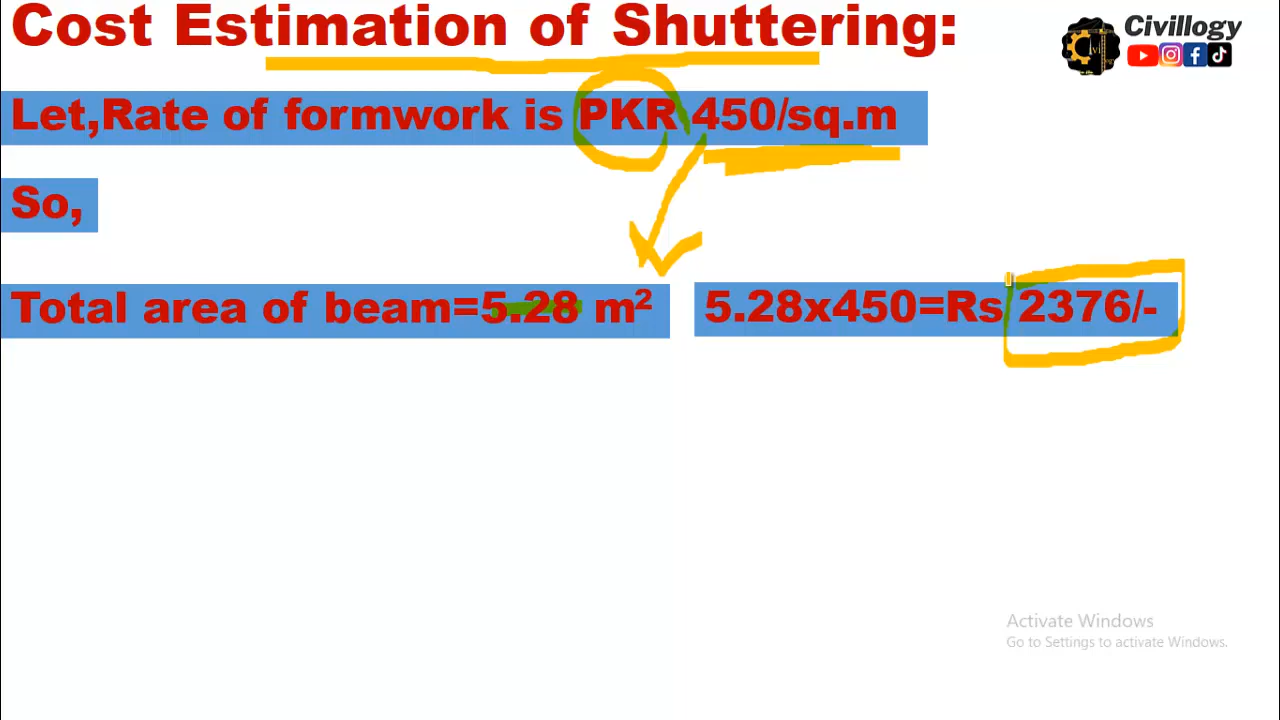 Cost Estimation of Shuttering:
Civillogy
Let,Rate of formwork is PKR 450/sq.m
So,
Total area of beam=5.28 m² 5.28x450=Rs 2376/-
Activate Windows
Go to Settings to activate Windows.